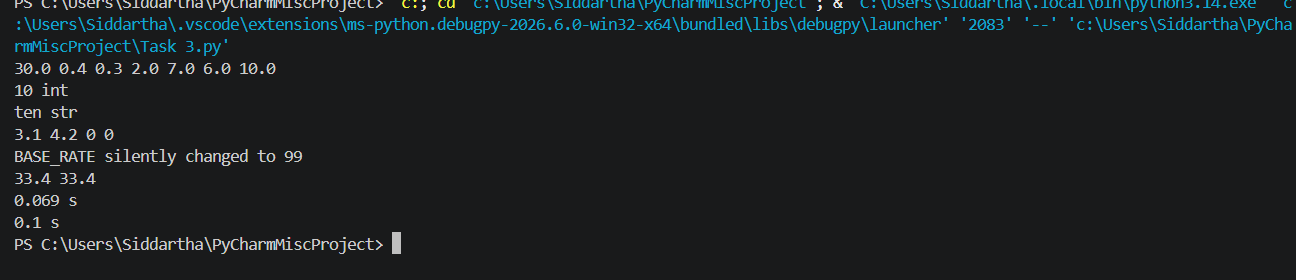 PS C:\Users\Siddartha\PyCharmMiscProject> c:; cd 'c:\Users\Siddartha\PyCharmMiscProject'; & 'C:\Users\Siddartha\.local\bin\python3.14.exe' 'c
:\Users\Siddartha\.vscode\extensions\ms-python.debugpy-2026.6.0-win32-x64\bundled\libs\debugpy\launcher' '2083' '--' 'c:\Users\Siddartha\PyCha
rmMiscProject\Task 3.py'
30.0 0.4 0.3 2.0 7.0 6.0 10.0
10 int
ten str
3.1 4.2 0 0
BASE_RATE silently changed to 99
33.4 33.4
0.069 s
0.1 s
PS C:\Users\Siddartha\PyCharmMiscProject>